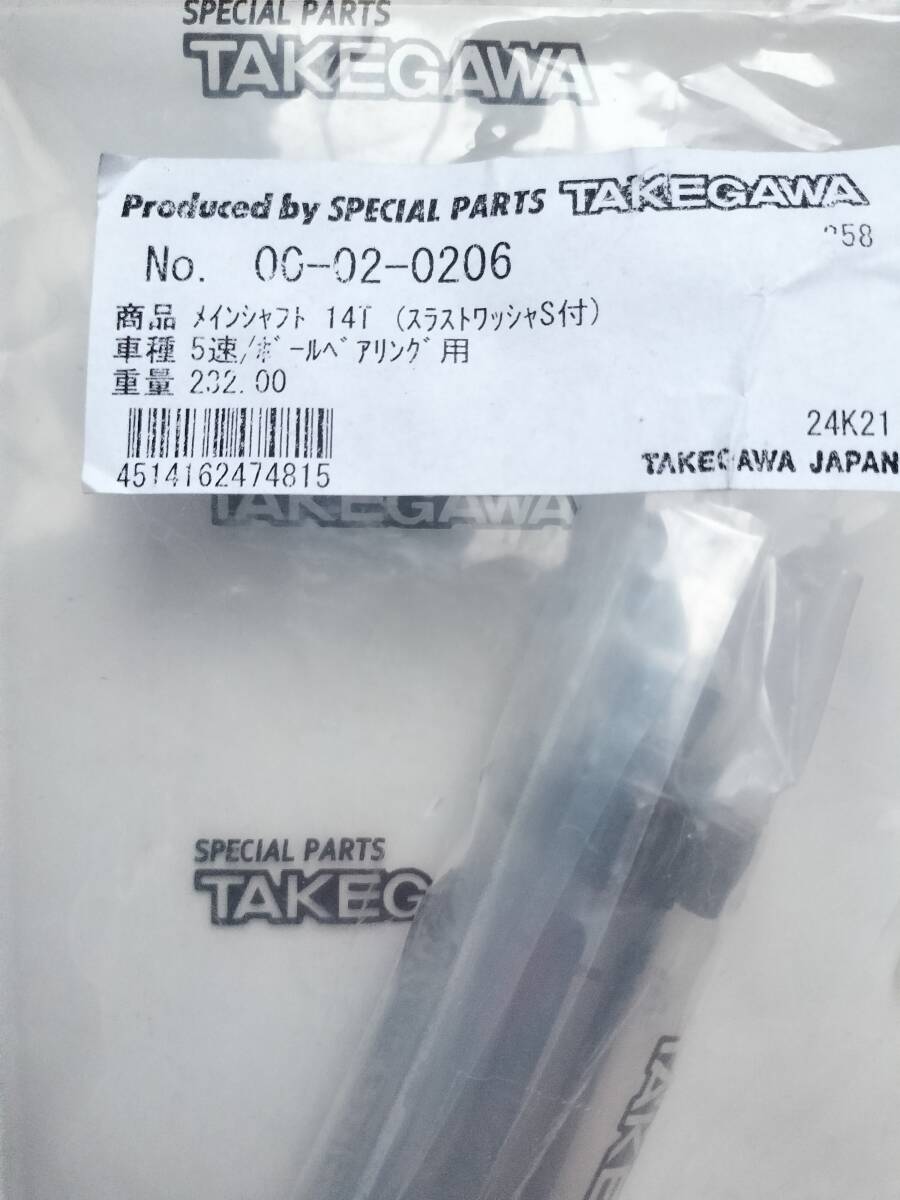 SPECIAL PARTS
TAKEGAWA
Produced by SPECIAL PARTS TAKEGAWA
58
No. 00-02-0206
商品 メインシャフト 14T (スラストワッシャS付)
車種 5速/ボールベアリング用
重量 232.00
24K21
4514162474815
TAKEGAWA JAPAN
TAKEGAWA
SPECIAL PARTS
TAKEG
TAKE